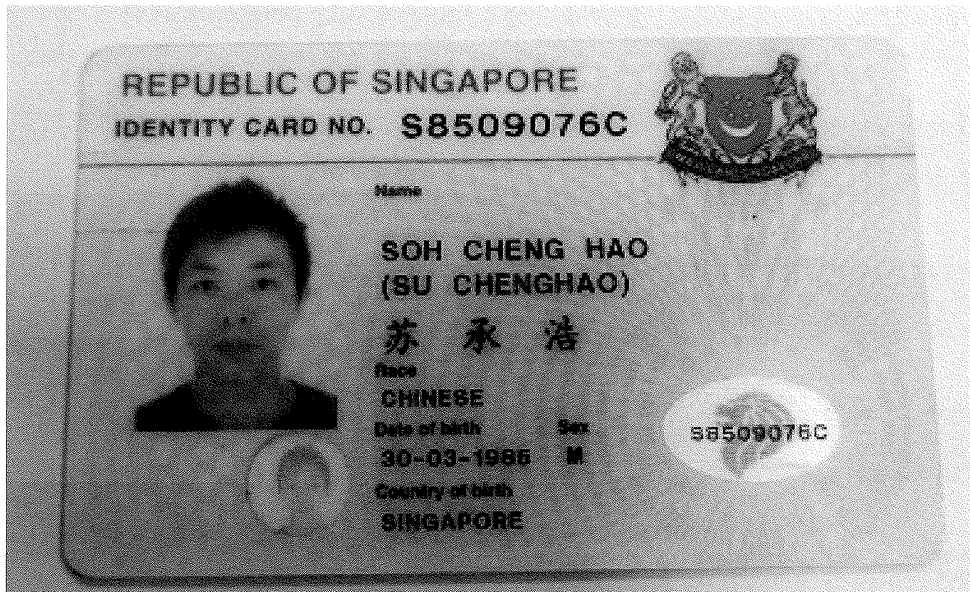 REPUBLIC OF SINGAPORE
IDENTITY CARD NO. S8509076C
Name
SOH CHENG HAO
(SU CHENGHAO)
苏 承 浩
Race
CHINESE
Date of birth Sex
30-03-1985 M
S8509076C
Country of birth
SINGAPORE